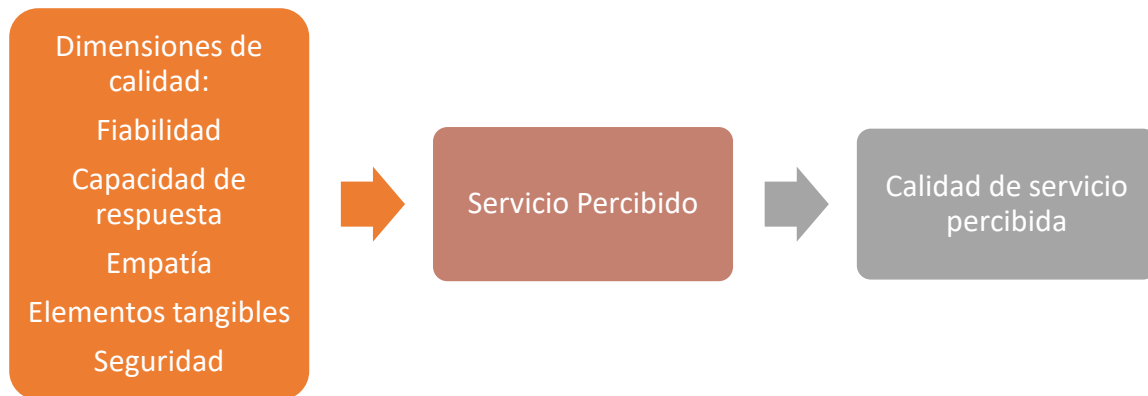 Dimensiones de
calidad:
Fiabilidad
Capacidad de
respuesta
Empatía
Elementos tangibles
Seguridad
Servicio Percibido
Calidad de servicio
percibida